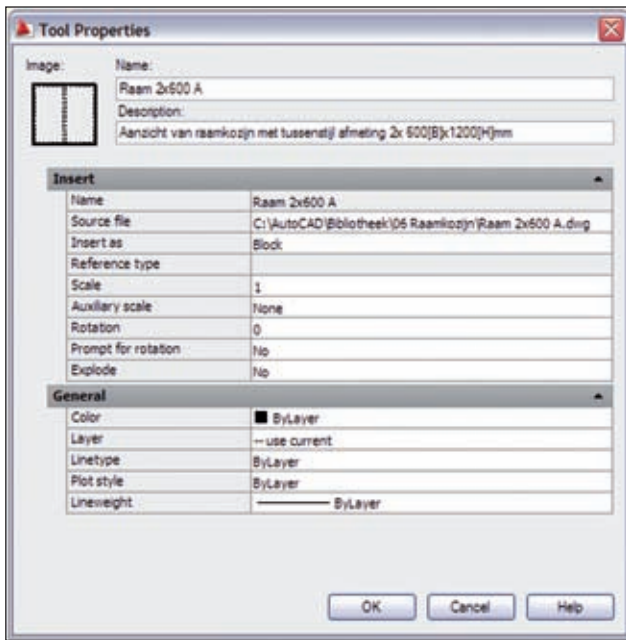 Tool Properties
Image: Name:
Raam 2x600 A
Description:
Aanzicht van raamkozijn met tussenstijl afmeting 2x 600[B]x1200[H]mm
Insert
Name Raam 2x600 A
Source file C:\AutoCAD\Bibliotheek\06 Raamkozijn\Raam 2x600 A.dwg
Insert as Block
Reference type
Scale 1
Auxiliary scale None
Rotation 0
Prompt for rotation No
Explode No
General
Color ByLayer
Layer -- use current
Linetype ByLayer
Plot style ByLayer
Lineweight ByLayer
OK Cancel Help